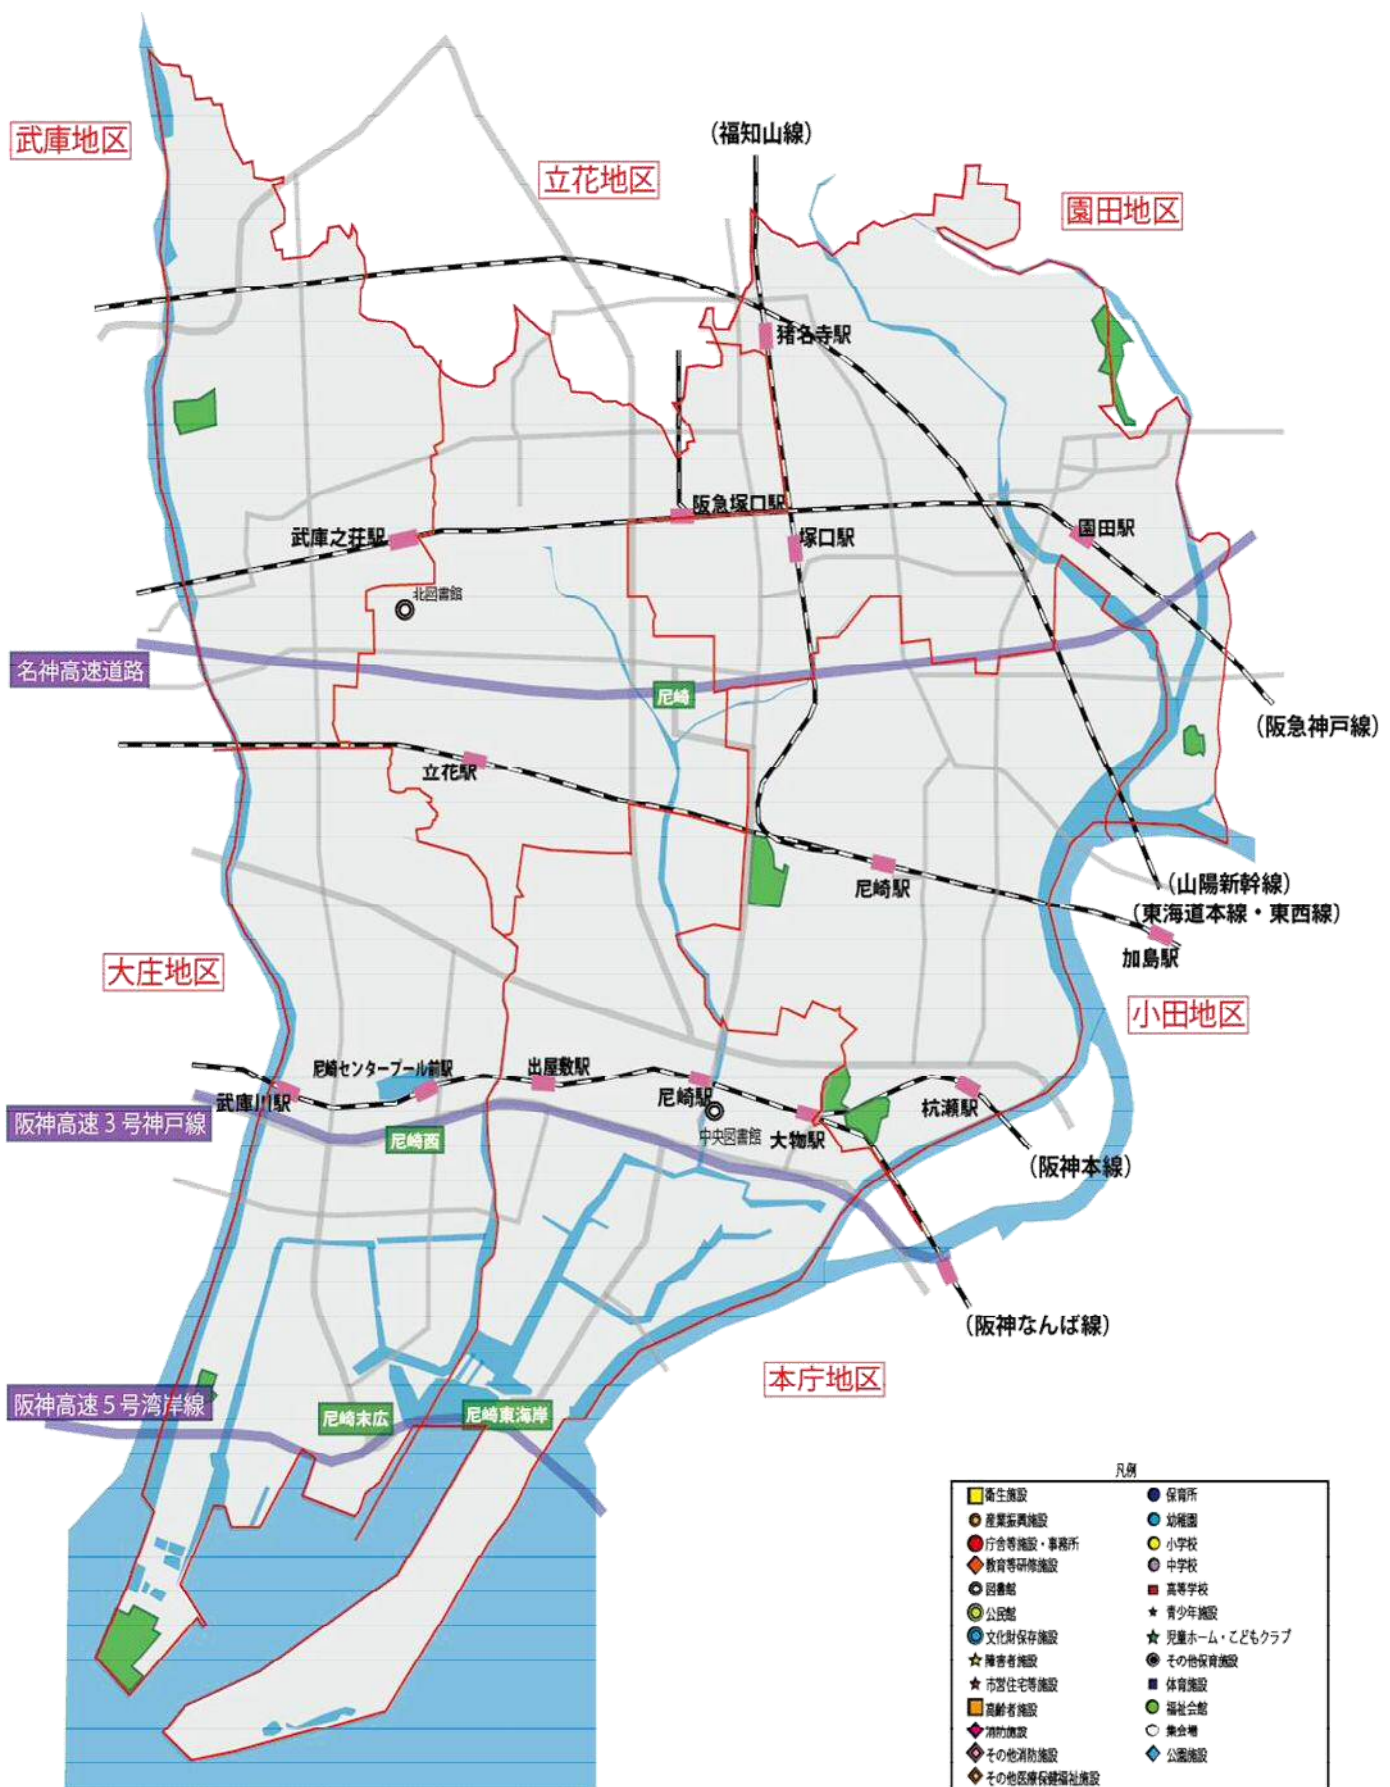 武庫地区
(福知山線)
立花地区
園田地区
猪名寺駅
阪急塚口駅
武庫之荘駅
塚口駅
園田駅
北図書館
名神高速道路
尼崎
(阪急神戸線)
立花駅
尼崎駅
(山陽新幹線)
(東海道本線・東西線)
加島駅
大庄地区
小田地区
尼崎センタープール前駅
出屋敷駅
武庫川駅
尼崎駅
杭瀬駅
阪神高速3号神戸線
尼崎西
中央図書館
大物駅
(阪神本線)
(阪神なんば線)
本庁地区
阪神高速5号湾岸線
尼崎末広
尼崎東海岸
凡例
衛生施設
産業振興施設
庁舎等施設・事務所
教育等研修施設
図書館
公民館
文化財保存施設
障害者施設
市営住宅等施設
高齢者施設
消防施設
その他消防施設
その他医療保健福祉施設
保育所
幼稚園
小学校
中学校
高等学校
青少年施設
児童ホーム・こどもクラブ
その他保育施設
体育施設
福祉会館
集会場
公園施設